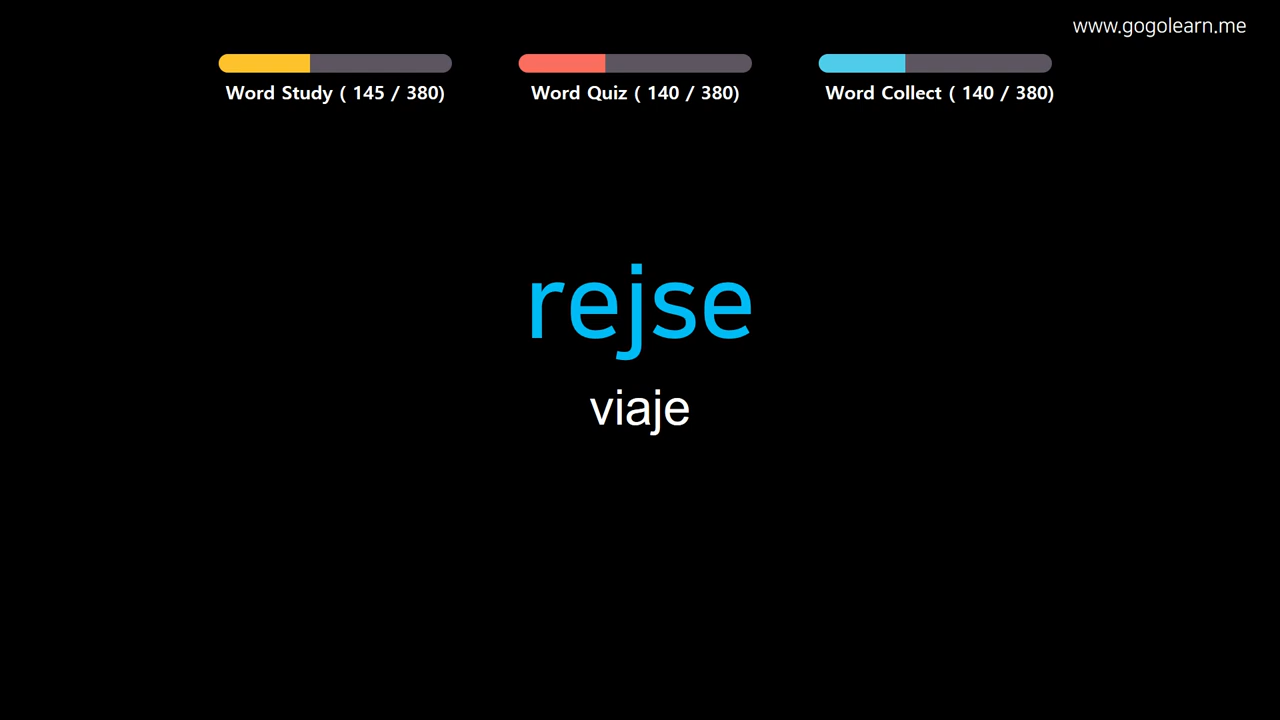 www.gogolearn.me
Word Study ( 145 / 380)
Word Quiz ( 140 / 380)
Word Collect ( 140 / 380)
rejse
viaje